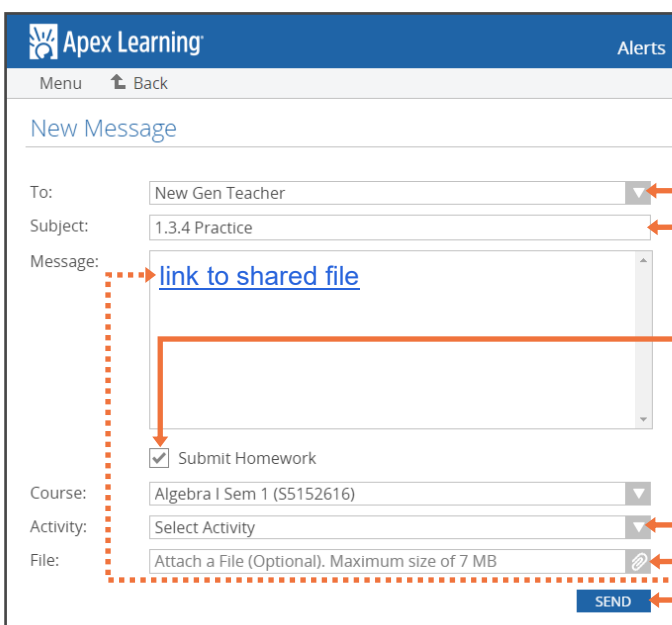 Apex Learning
Alerts
Menu Back
New Message
To: New Gen Teacher
Subject: 1.3.4 Practice
Message: link to shared file
Submit Homework
Course: Algebra I Sem 1 (S5152616)
Activity: Select Activity
File: Attach a File (Optional). Maximum size of 7 MB
SEND